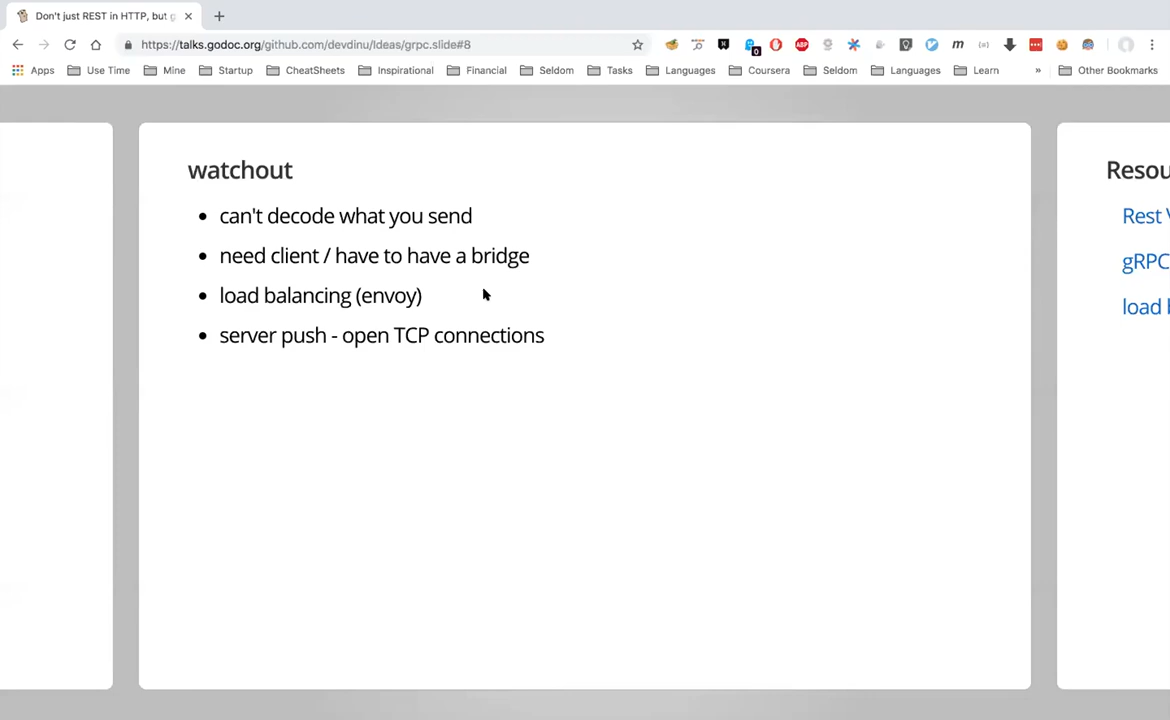 Don't just REST in HTTP, but g
https://talks.godoc.org/github.com/devdinu/Ideas/grpc.slide#8
ABP
0
m
Apps Use Time Mine Startup CheatSheets Inspirational Financial Seldom Tasks Languages Coursera Seldom Languages Learn » Other Bookmarks
watchout
• can't decode what you send
• need client / have to have a bridge
• load balancing (envoy)
• server push - open TCP connections
Resou
Rest
gRPC
load